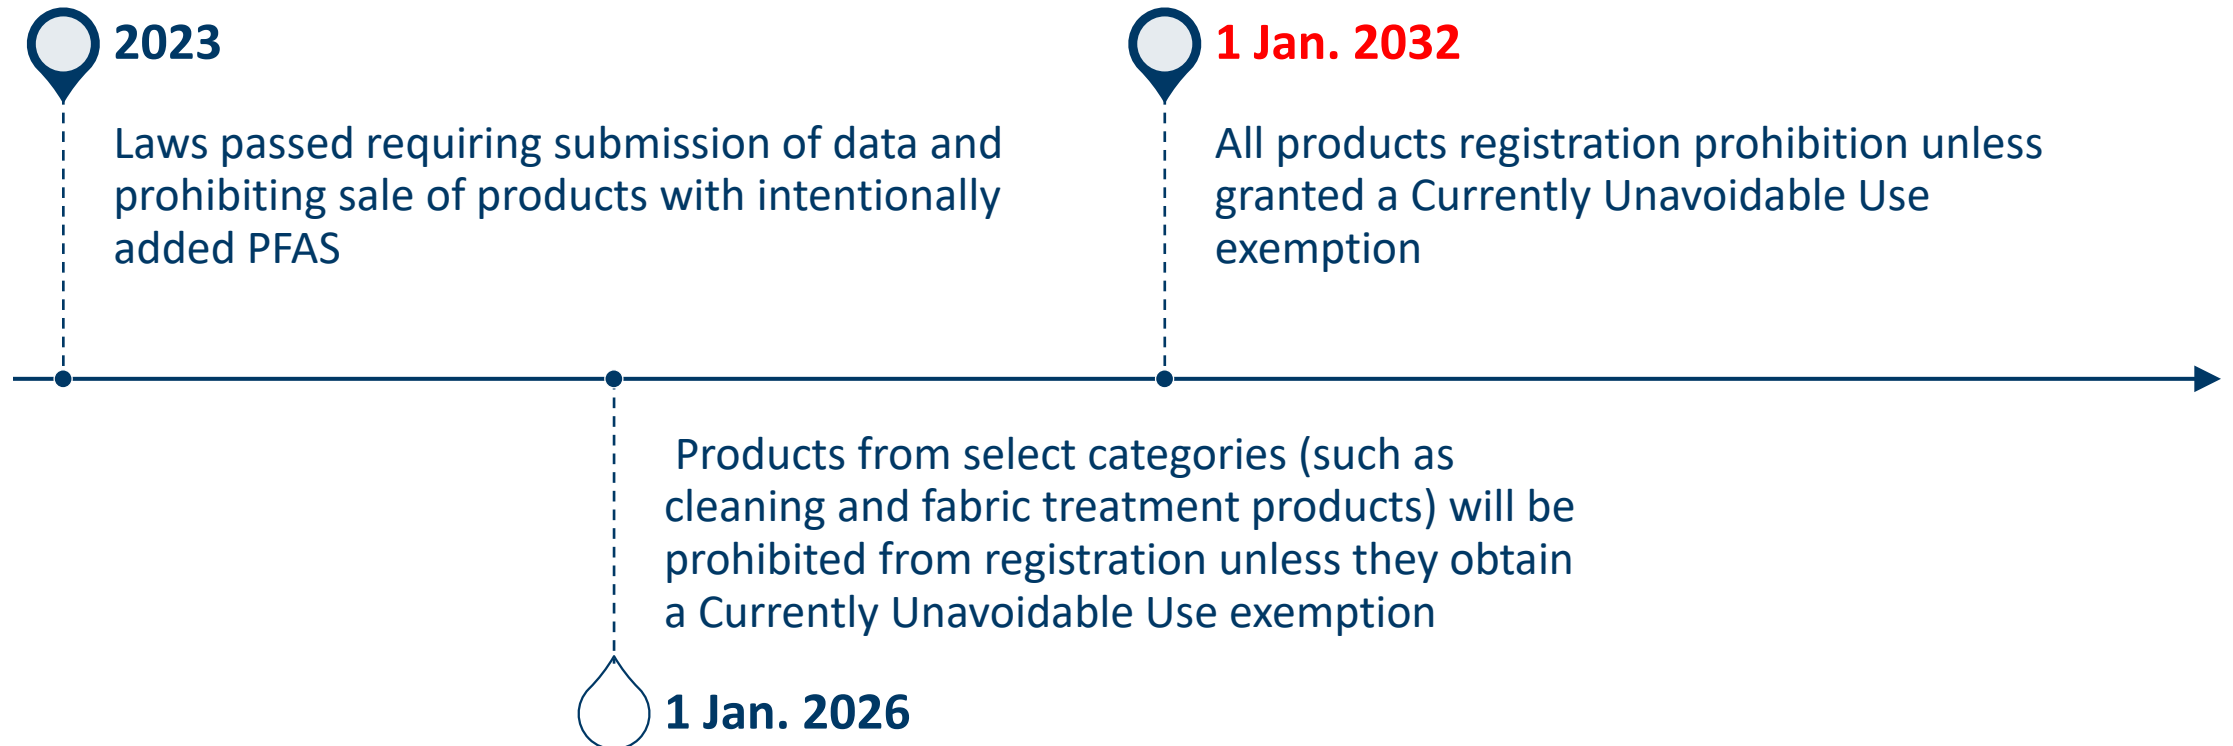 2023
Laws passed requiring submission of data and
prohibiting sale of products with intentionally
added PFAS
Products from select categories (such as
cleaning and fabric treatment products) will be
prohibited from registration unless they obtain
a Currently Unavoidable Use exemption
1 Jan. 2026
1 Jan. 2032
All products registration prohibition unless
granted a Currently Unavoidable Use
exemption